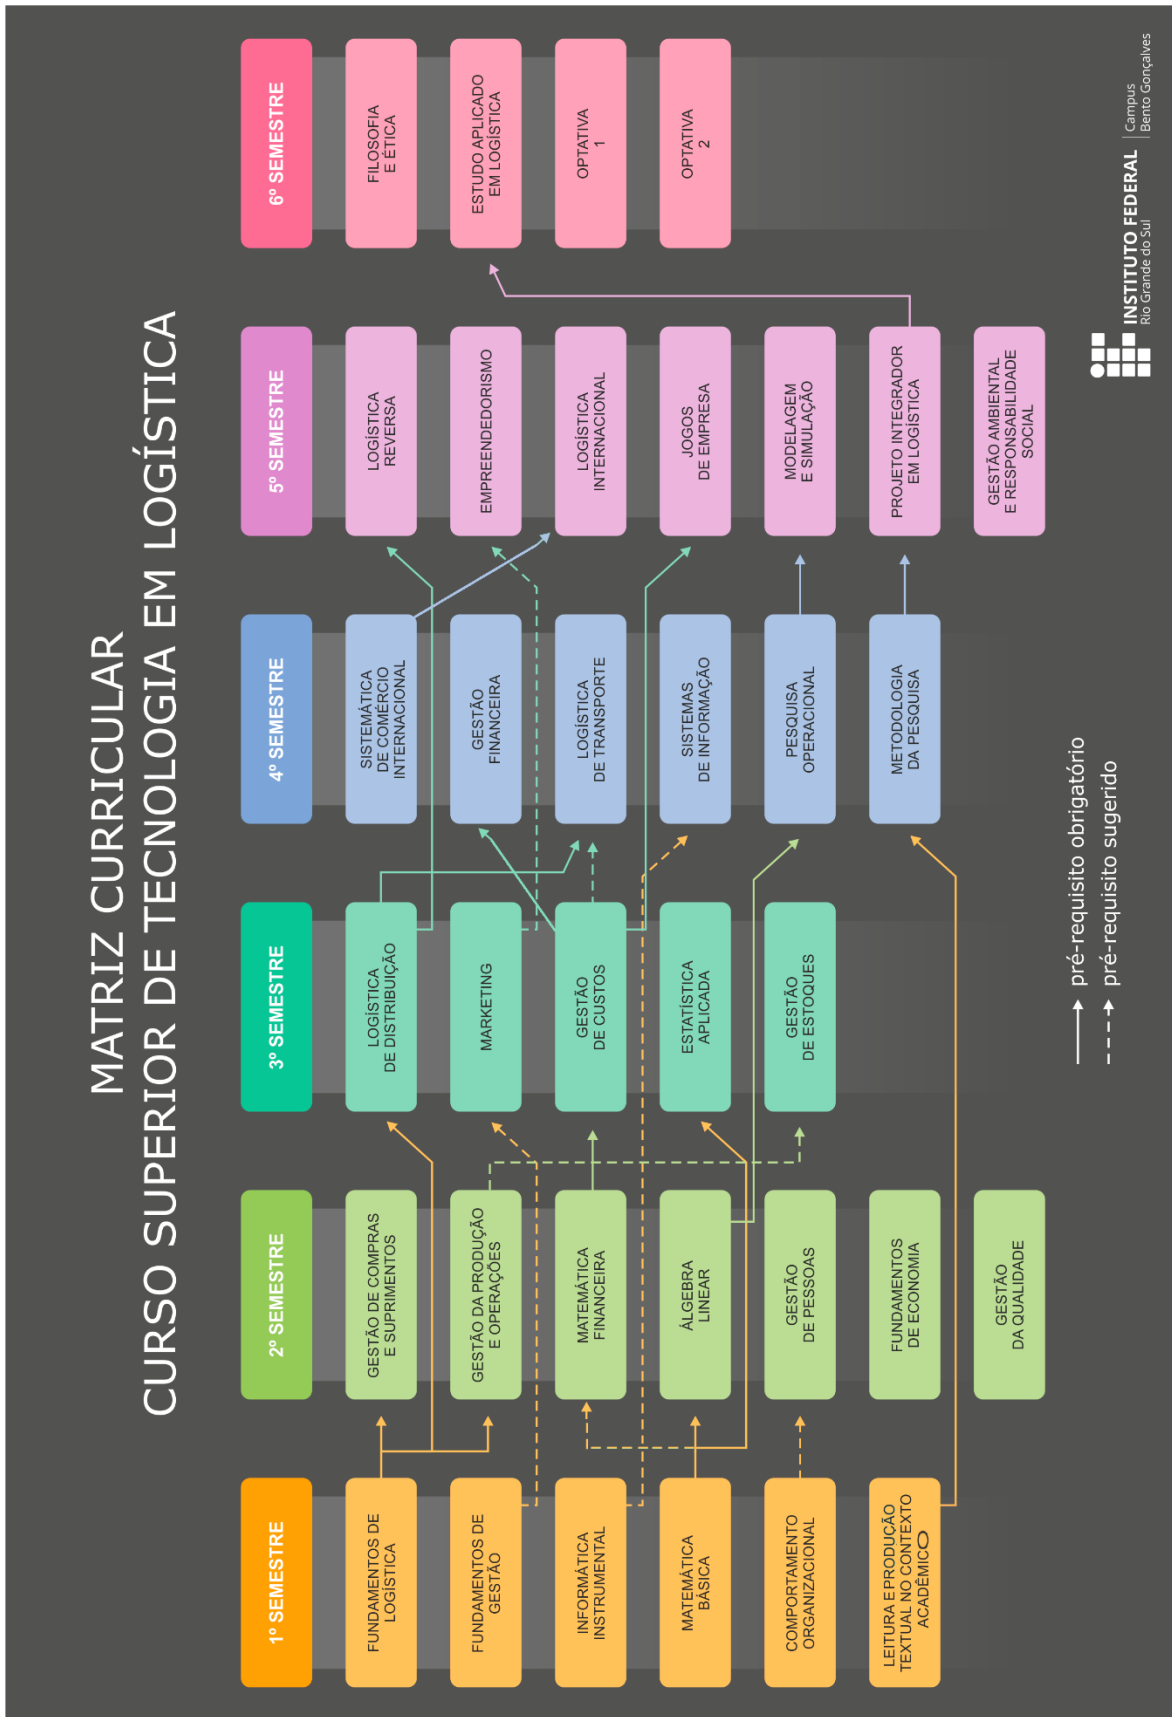 MATRIZ CURRICULAR
CURSO SUPERIOR DE TECNOLOGIA EM LOGÍSTICA
1º SEMESTRE
FUNDAMENTOS DE
LOGÍSTICA
FUNDAMENTOS DE
GESTÃO
INFORMÁTICA
INSTRUMENTAL
MATEMÁTICA
BÁSICA
COMPORTAMENTO
ORGANIZACIONAL
LEITURA E PRODUÇÃO
TEXTUAL NO CONTEXTO
ACADÊMICO
2º SEMESTRE
GESTÃO DE COMPRAS
E SUPRIMENTOS
GESTÃO DA PRODUÇÃO
E OPERAÇÕES
MATEMÁTICA
FINANCEIRA
ÁLGEBRA
LINEAR
GESTÃO
DE PESSOAS
FUNDAMENTOS
DE ECONOMIA
GESTÃO
DA QUALIDADE
3º SEMESTRE
LOGÍSTICA
DE DISTRIBUIÇÃO
MARKETING
GESTÃO
DE CUSTOS
ESTATÍSTICA
APLICADA
GESTÃO
DE ESTOQUES
4º SEMESTRE
SISTEMÁTICA
DE COMÉRCIO
INTERNACIONAL
GESTÃO
FINANCEIRA
LOGÍSTICA
DE TRANSPORTE
SISTEMAS
DE INFORMAÇÃO
PESQUISA
OPERACIONAL
METODOLOGIA
DA PESQUISA
5º SEMESTRE
LOGÍSTICA
REVERSA
EMPREENDEDORISMO
LOGÍSTICA
INTERNACIONAL
JOGOS
DE EMPRESA
MODELAGEM
E SIMULAÇÃO
PROJETO INTEGRADOR
EM LOGÍSTICA
GESTÃO AMBIENTAL
E RESPONSABILIDADE
SOCIAL
6º SEMESTRE
FILOSOFIA
E ÉTICA
ESTUDO APLICADO
EM LOGÍSTICA
OPTATIVA
1
OPTATIVA
2
pré-requisito obrigatório
pré-requisito sugerido
INSTITUTO FEDERAL
Rio Grande do Sul
Campus
Bento Gonçalves